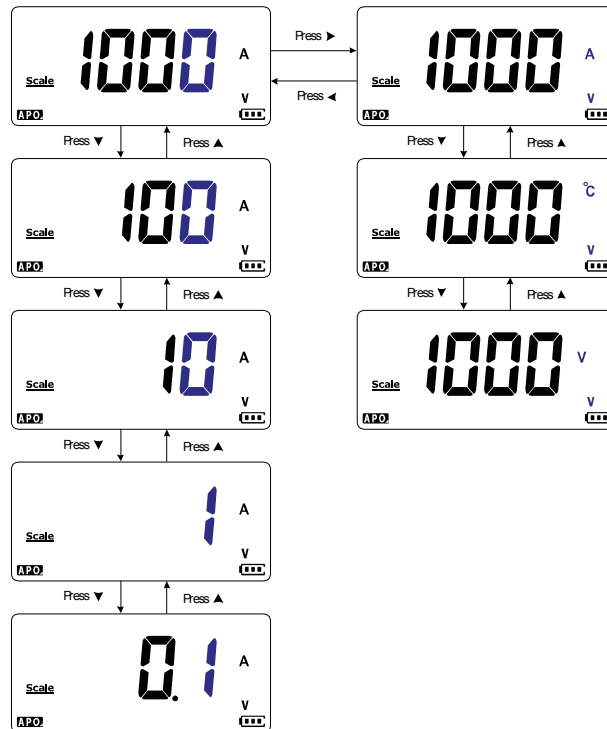 1000 A
Scale
V
APO
Press ►
Press ◄
1000 A
Scale
V
APO
Press ▼
Press ▲
Press ▼
Press ▲
100 A
Scale
V
APO
1000 °C
Scale
V
APO
Press ▼
Press ▲
Press ▼
Press ▲
10 A
Scale
V
APO
1000 V
Scale
V
APO
Press ▼
Press ▲
1 A
Scale
V
APO
Press ▼
Press ▲
0.1 A
Scale
V
APO